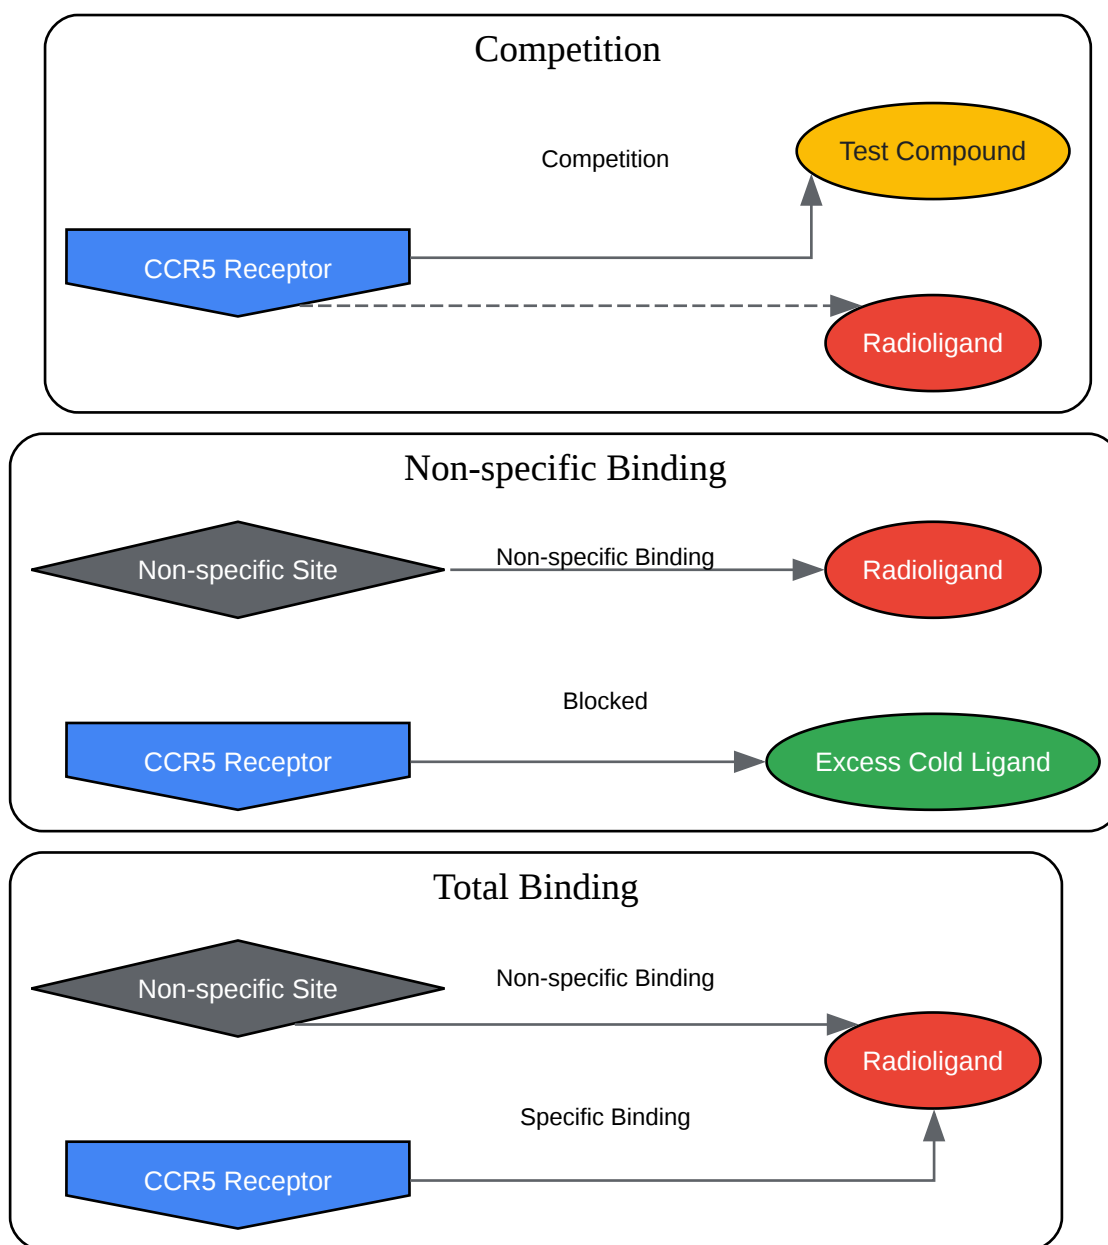 Competition
Competition
Test Compound
CCR5 Receptor
Radioligand
Non-specific Binding
Non-specific Site
Non-specific Binding
Radioligand
Blocked
CCR5 Receptor
Excess Cold Ligand
Total Binding
Non-specific Site
Non-specific Binding
Radioligand
Specific Binding
CCR5 Receptor